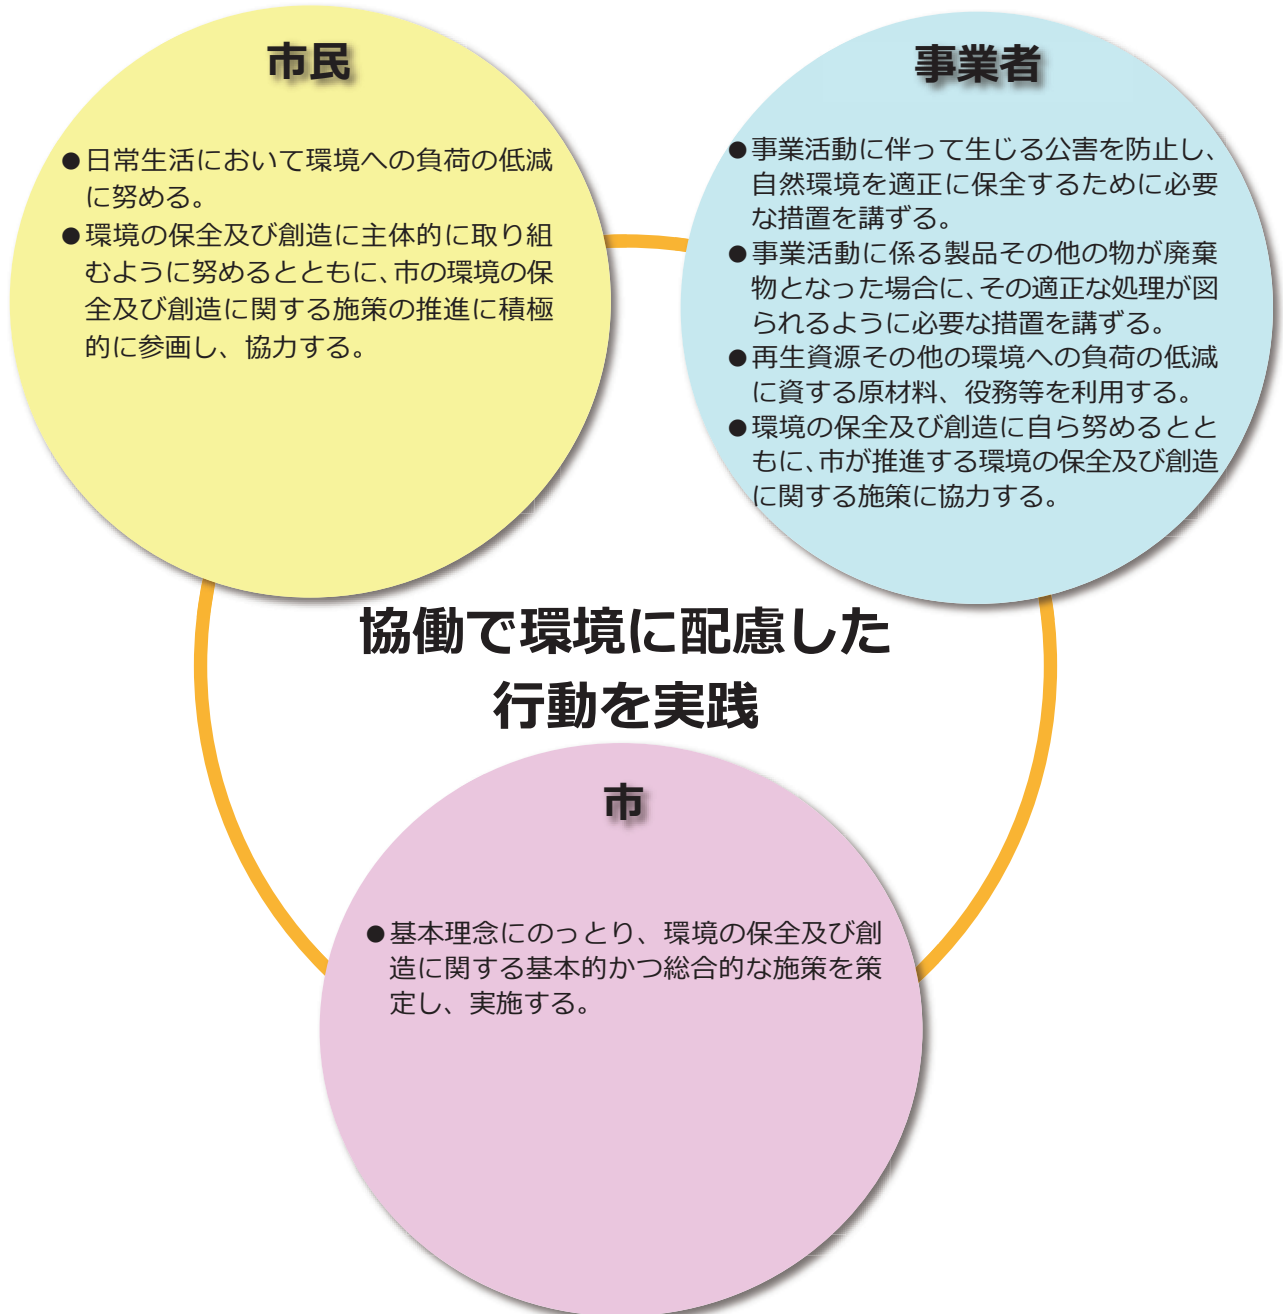 市民
●日常生活において環境への負荷の低減
に努める。
●環境の保全及び創造に主体的に取り組
むように努めるとともに、市の環境の保
全及び創造に関する施策の推進に積極
的に参画し、協力する。
事業者
●事業活動に伴って生じる公害を防止し、
自然環境を適正に保全するために必要
な措置を講ずる。
●事業活動に係る製品その他の物が廃棄
物となった場合に、その適正な処理が図
られるように必要な措置を講ずる。
●再生資源その他の環境への負荷の低減
に資する原材料、役務等を利用する。
●環境の保全及び創造に自ら努めるとと
もに、市が推進する環境の保全及び創造
に関する施策に協力する。
協働で環境に配慮した
行動を実践
市
●基本理念にのっとり、環境の保全及び創
造に関する基本的かつ総合的な施策を策
定し、実施する。